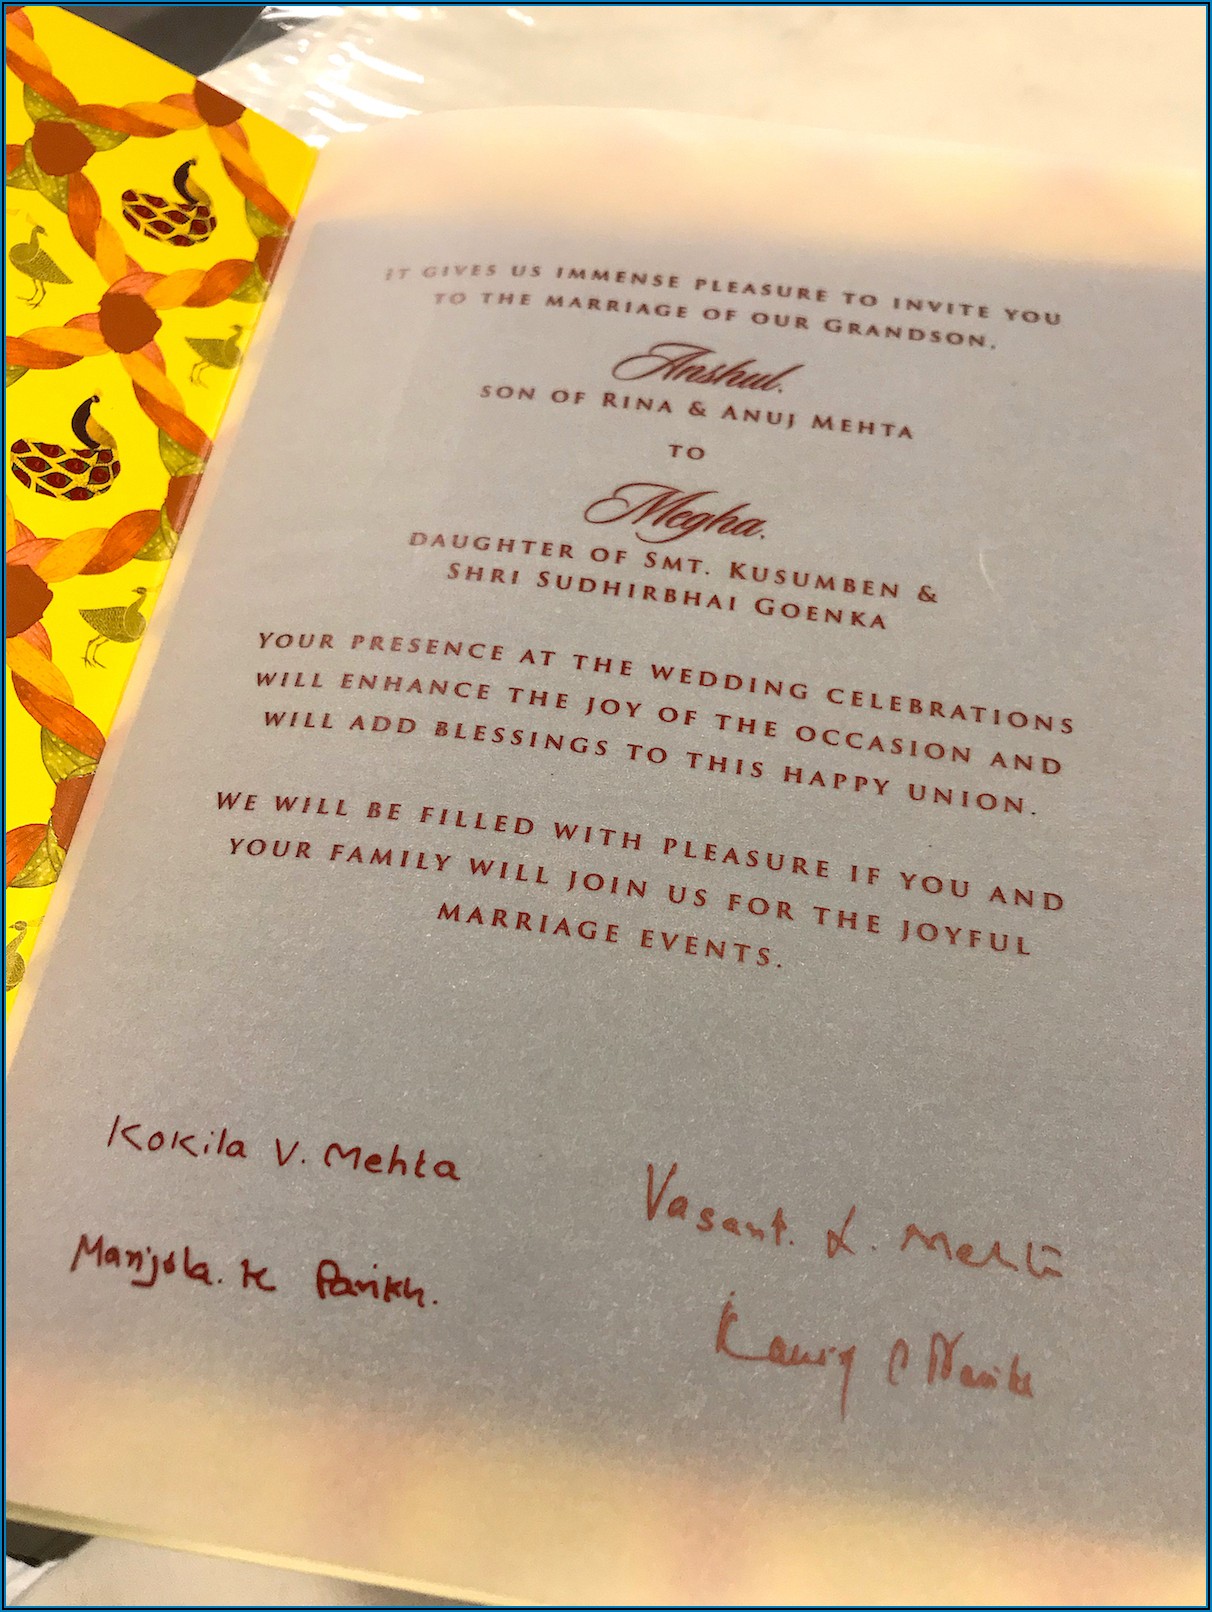 IT GIVES US IMMENSE PLEASURE TO INVITE YOU
TO THE MARRIAGE OF OUR GRANDSON,
Anshul.
SON OF RINA & ANUJ MEHTA
TO
Megha.
DAUGHTER OF SMT. KUSUMBEN &
SHRI SUDHIRBHAI GOENKA
YOUR PRESENCE AT THE WEDDING CELEBRATIONS
WILL ENHANCE THE JOY OF THE OCCASION AND
WILL ADD BLESSINGS TO THIS HAPPY UNION.
WE WILL BE FILLED WITH PLEASURE IF YOU AND
YOUR FAMILY WILL JOIN US FOR THE JOYFUL
MARRIAGE EVENTS.
Kokila V. Mehta
Vasant. L. Mehta
Manjula. K Parikh.